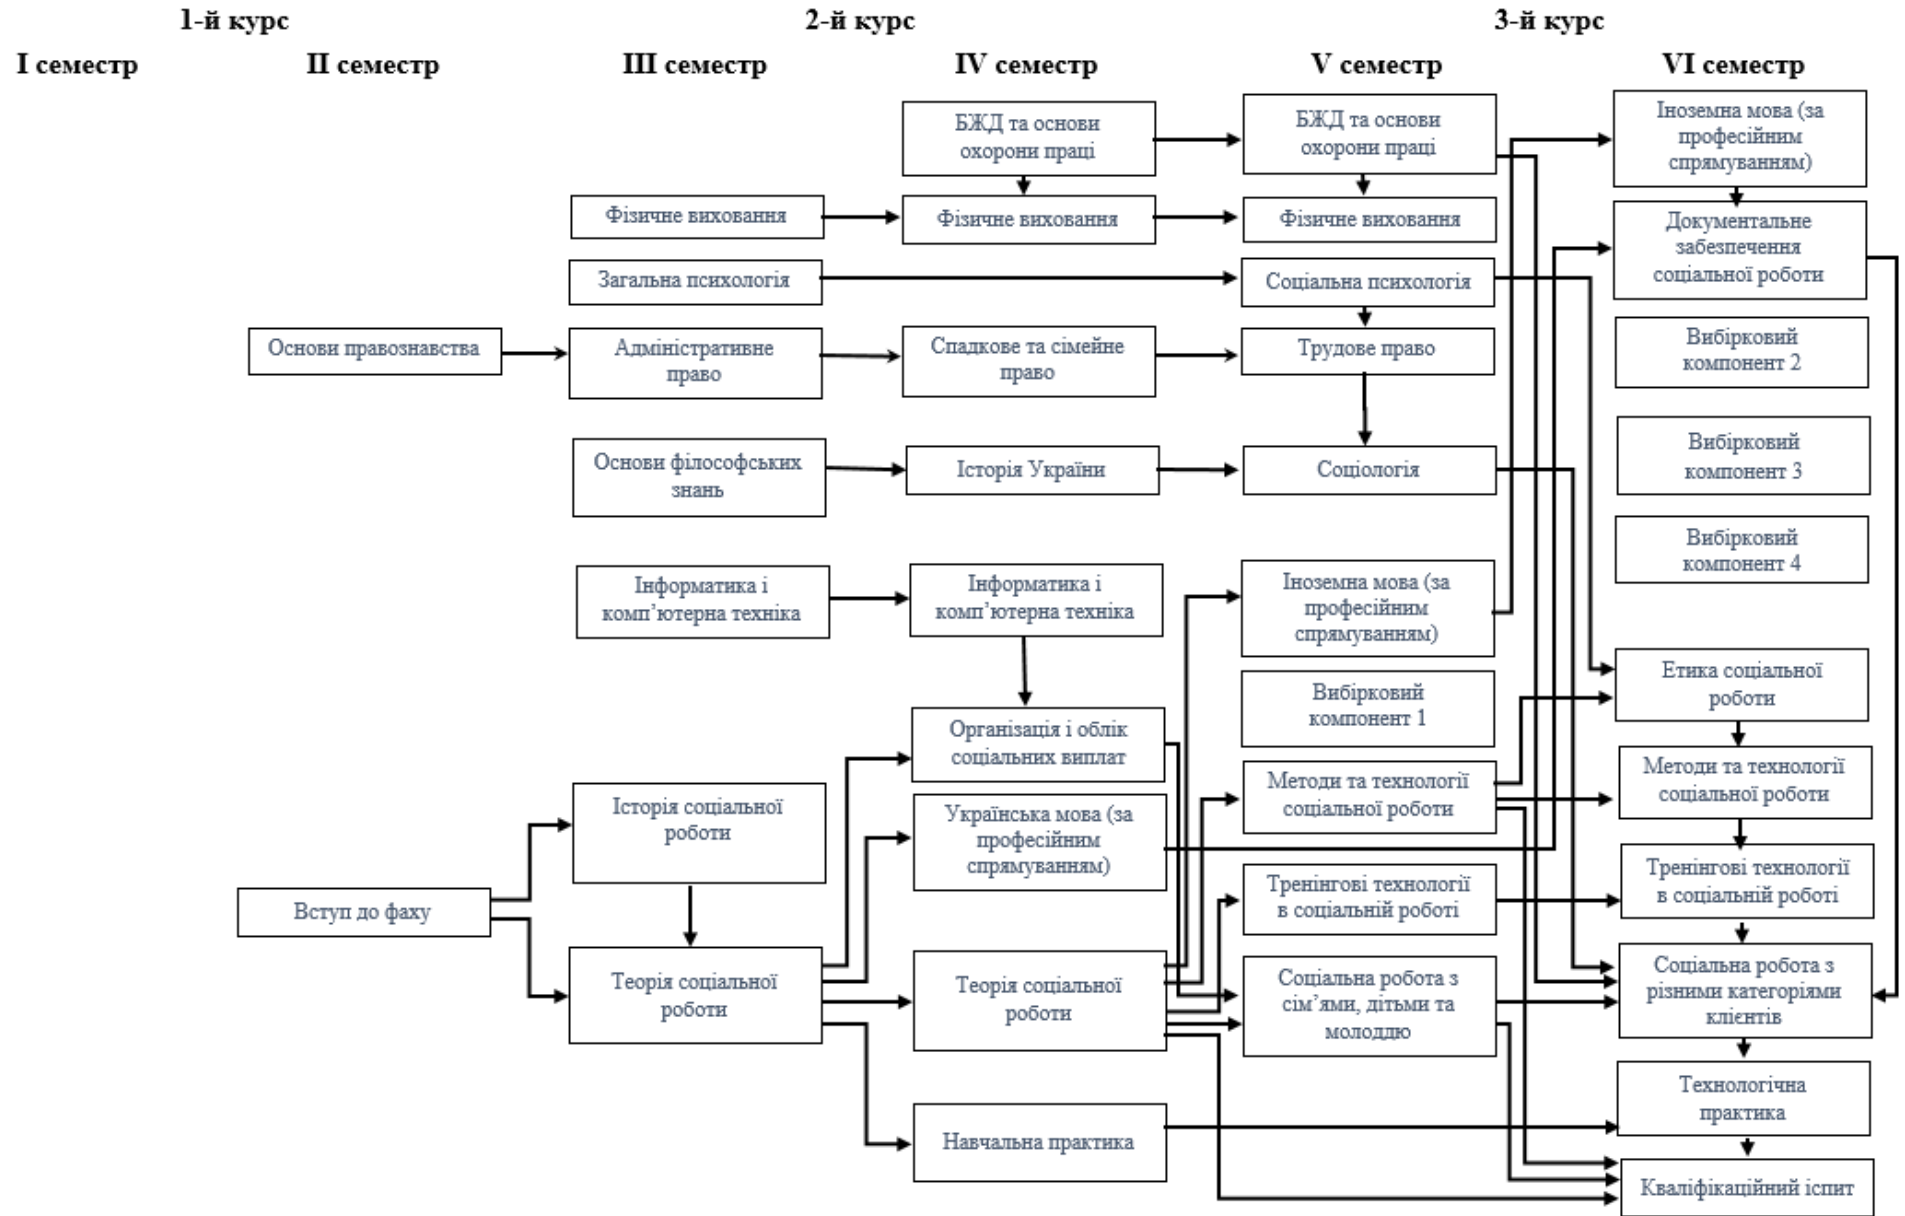 1-й курс
2-й курс
3-й курс
I семестр
II семестр
III семестр
IV семестр
V семестр
VI семестр
Основи правознавства
Вступ до фаху
Фізичне виховання
Загальна психологія
Адміністративне
право
Основи філософських
знань
Інформатика і
комп’ютерна техніка
Історія соціальної
роботи
Теорія соціальної
роботи
БЖД та основи
охорони праці
Фізичне виховання
Спадкове та сімейне
право
Історія України
Інформатика і
комп’ютерна техніка
Організація і облік
соціальних виплат
Українська мова (за
професійним
спрямуванням)
Теорія соціальної
роботи
Навчальна практика
БЖД та основи
охорони праці
Фізичне виховання
Соціальна психологія
Трудове право
Соціологія
Іноземна мова (за
професійним
спрямуванням)
Вибірковий
компонент 1
Методи та технології
соціальної роботи
Тренінгові технології
в соціальній роботі
Соціальна робота з
сім’ями, дітьми та
молоддю
Іноземна мова (за
професійним
спрямуванням)
Документальне
забезпечення
соціальної роботи
Вибірковий
компонент 2
Вибірковий
компонент 3
Вибірковий
компонент 4
Етика соціальної
роботи
Методи та технології
соціальної роботи
Тренінгові технології
в соціальній роботі
Соціальна робота з
різними категоріями
клієнтів
Технологічна
практика
Кваліфікаційний іспит